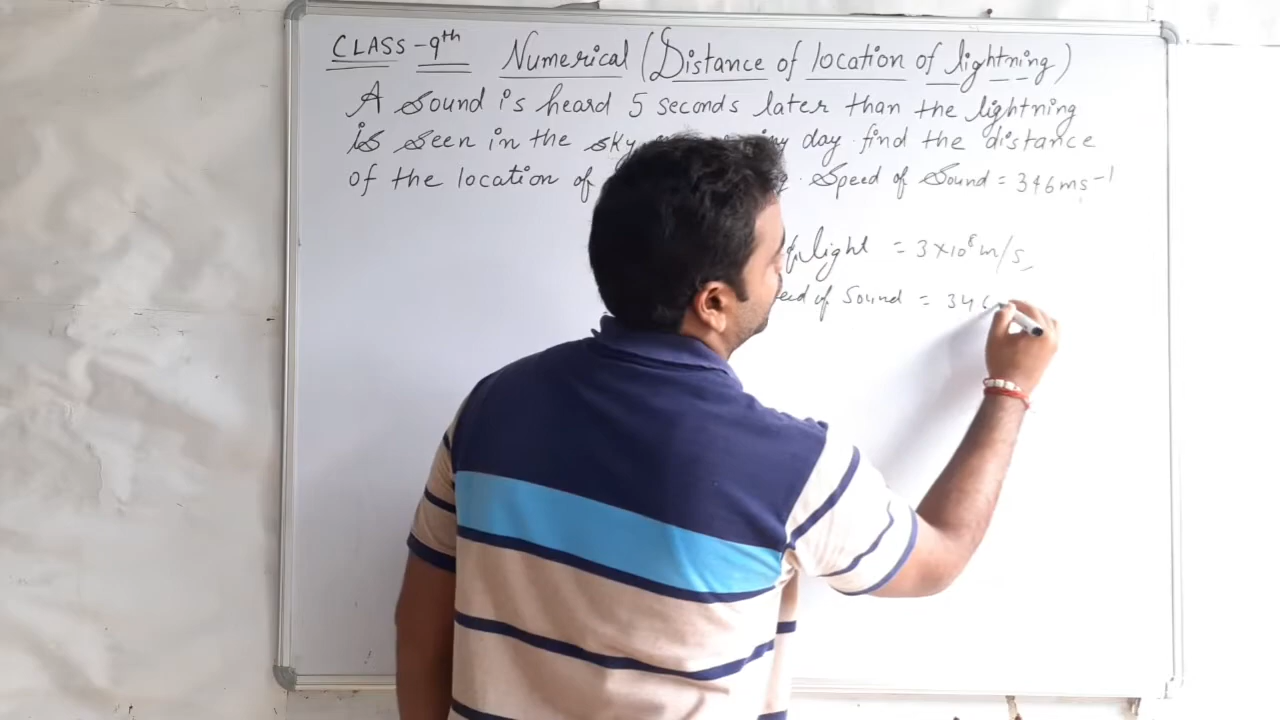 CLASS - 9th Numerical (Distance of location of lightning)
A sound is heard 5 seconds later than the lightning
is seen in the sky day. find the distance
of the location of Speed of Sound = 346 ms⁻¹
of light = 3×10⁸ m/s,
of Sound = 346